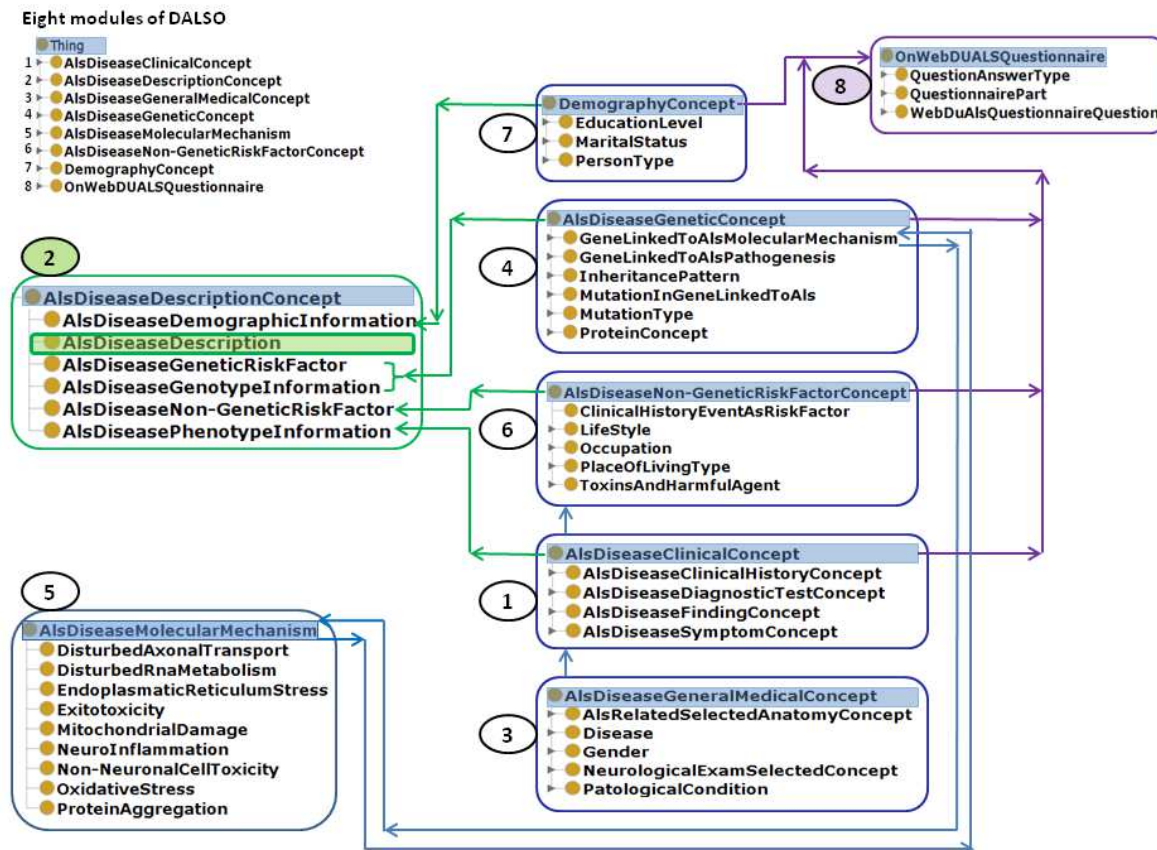 Eight modules of DALSO
Thing
1 AlsDiseaseClinicalConcept
2 AlsDiseaseDescriptionConcept
3 AlsDiseaseGeneralMedicalConcept
4 AlsDiseaseGeneticConcept
5 AlsDiseaseMolecularMechanism
6 AlsDiseaseNon-GeneticRiskFactorConcept
7 DemographyConcept
8 OnWebDUALSQuestionnaire
2
AlsDiseaseDescriptionConcept
AlsDiseaseDemographicInformation
AlsDiseaseDescription
AlsDiseaseGeneticRiskFactor
AlsDiseaseGenotypeInformation
AlsDiseaseNon-GeneticRiskFactor
AlsDiseasePhenotypeInformation
5
AlsDiseaseMolecularMechanism
DisturbedAxonalTransport
DisturbedRnaMetabolism
EndoplasmaticReticulumStress
Exitotoxicity
MitochondrialDamage
NeuroInflammation
Non-NeuronalCellToxicity
OxidativeStress
ProteinAggregation
7
DemographyConcept
EducationLevel
MaritalStatus
PersonType
4
AlsDiseaseGeneticConcept
GeneLinkedToAlsMolecularMechanism
GeneLinkedToAlsPathogenesis
InheritancePattern
MutationInGeneLinkedToAls
MutationType
ProteinConcept
6
AlsDiseaseNon-GeneticRiskFactorConcept
ClinicalHistoryEventAsRiskFactor
LifeStyle
Occupation
PlaceOfLivingType
ToxinsAndHarmfulAgent
1
AlsDiseaseClinicalConcept
AlsDiseaseClinicalHistoryConcept
AlsDiseaseDiagnosticTestConcept
AlsDiseaseFindingConcept
AlsDiseaseSymptomConcept
3
AlsDiseaseGeneralMedicalConcept
AlsRelatedSelectedAnatomyConcept
Disease
Gender
NeurologicalExamSelectedConcept
PatologicalCondition
8
OnWebDUALSQuestionnaire
QuestionAnswerType
QuestionnairePart
WebDuAlsQuestionnaireQuestion